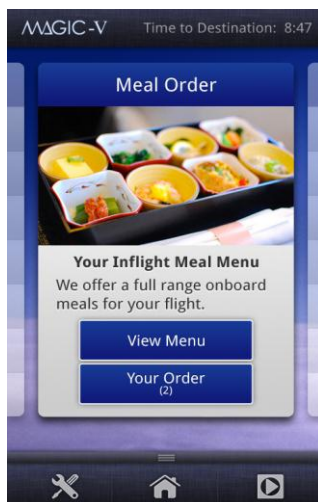 MAGIC-V Time to Destination: 8:47
Meal Order
Your Inflight Meal Menu
We offer a full range onboard
meals for your flight.
View Menu
Your Order
(2)